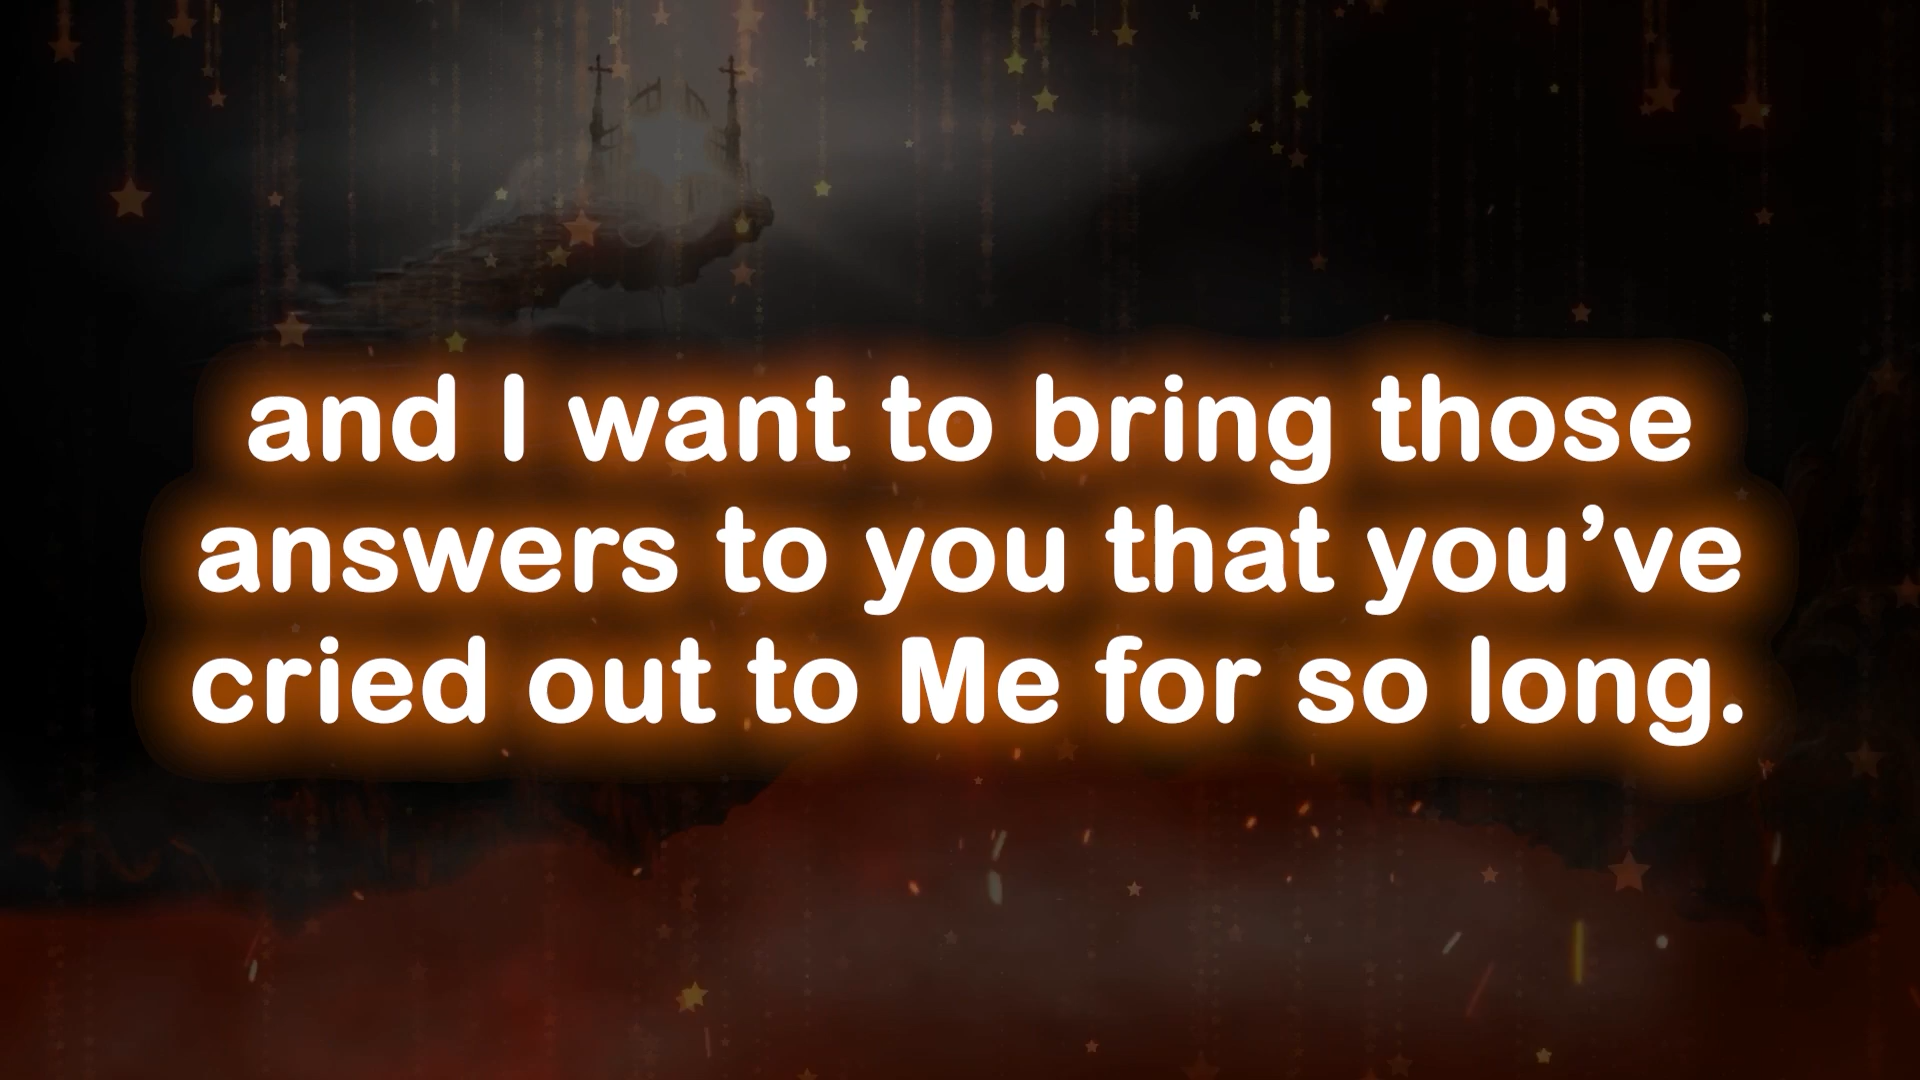 and I want to bring those
answers to you that you’ve
cried out to Me for so long.